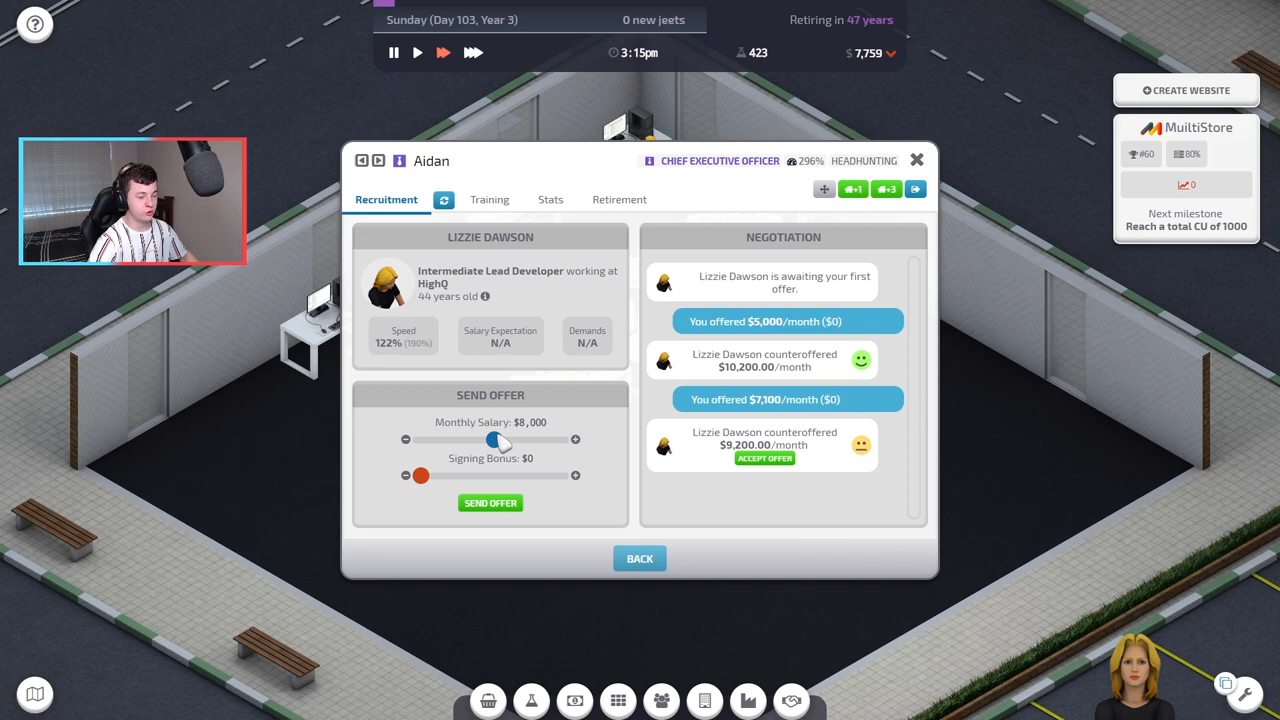 Sunday (Day 103, Year 3)
0 new jeets
Retiring in 47 years
3:15pm
423
$ 7,759
CREATE WEBSITE
MuiltiStore
#60
80%
0
Next milestone
Reach a total CU of 1000
Aidan
CHIEF EXECUTIVE OFFICER
296%
HEADHUNTING
Recruitment
Training
Stats
Retirement
+1
+3
LIZZIE DAWSON
Intermediate Lead Developer working at
HighQ
44 years old
Speed
122% (190%)
Salary Expectation
N/A
Demands
N/A
SEND OFFER
Monthly Salary: $8,000
Signing Bonus: $0
SEND OFFER
NEGOTIATION
Lizzie Dawson is awaiting your first
offer.
You offered $5,000/month ($0)
Lizzie Dawson counteroffered
$10,200.00/month
You offered $7,100/month ($0)
Lizzie Dawson counteroffered
$9,200.00/month
ACCEPT OFFER
BACK